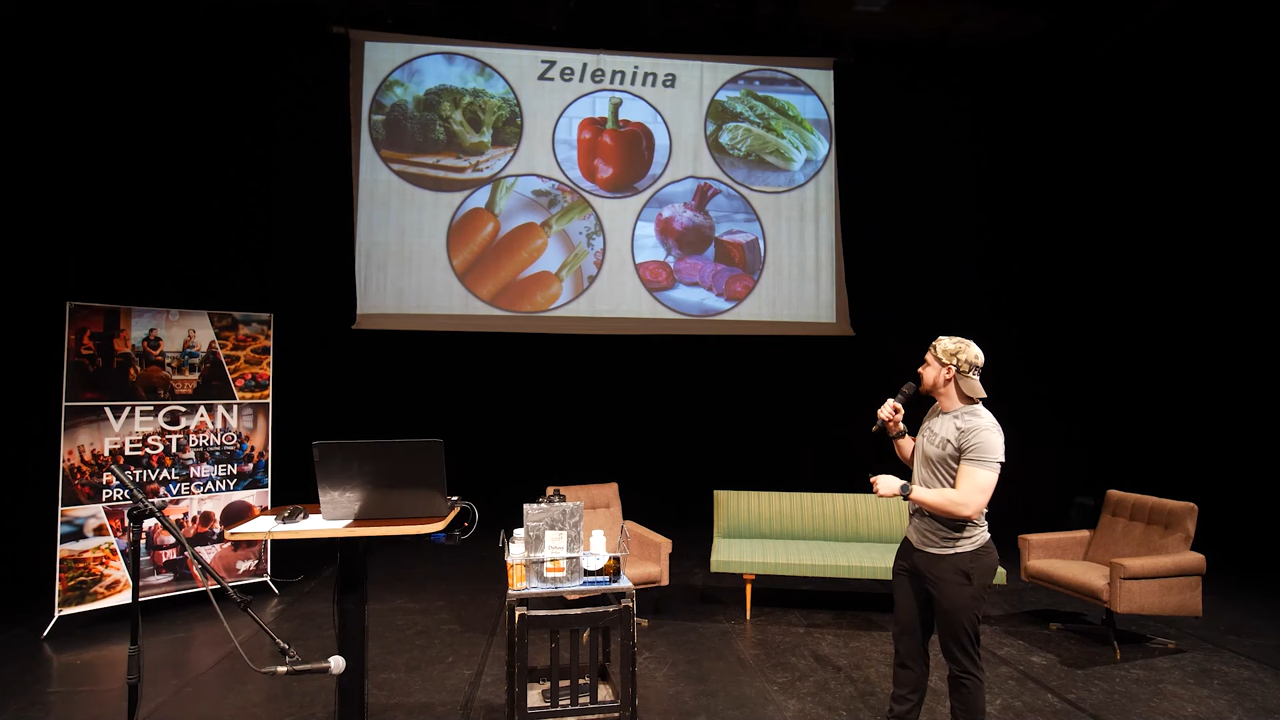 Zelenina
VEGAN
FEST BRNO
FESTIVAL NEJEN
PRO VEGANY